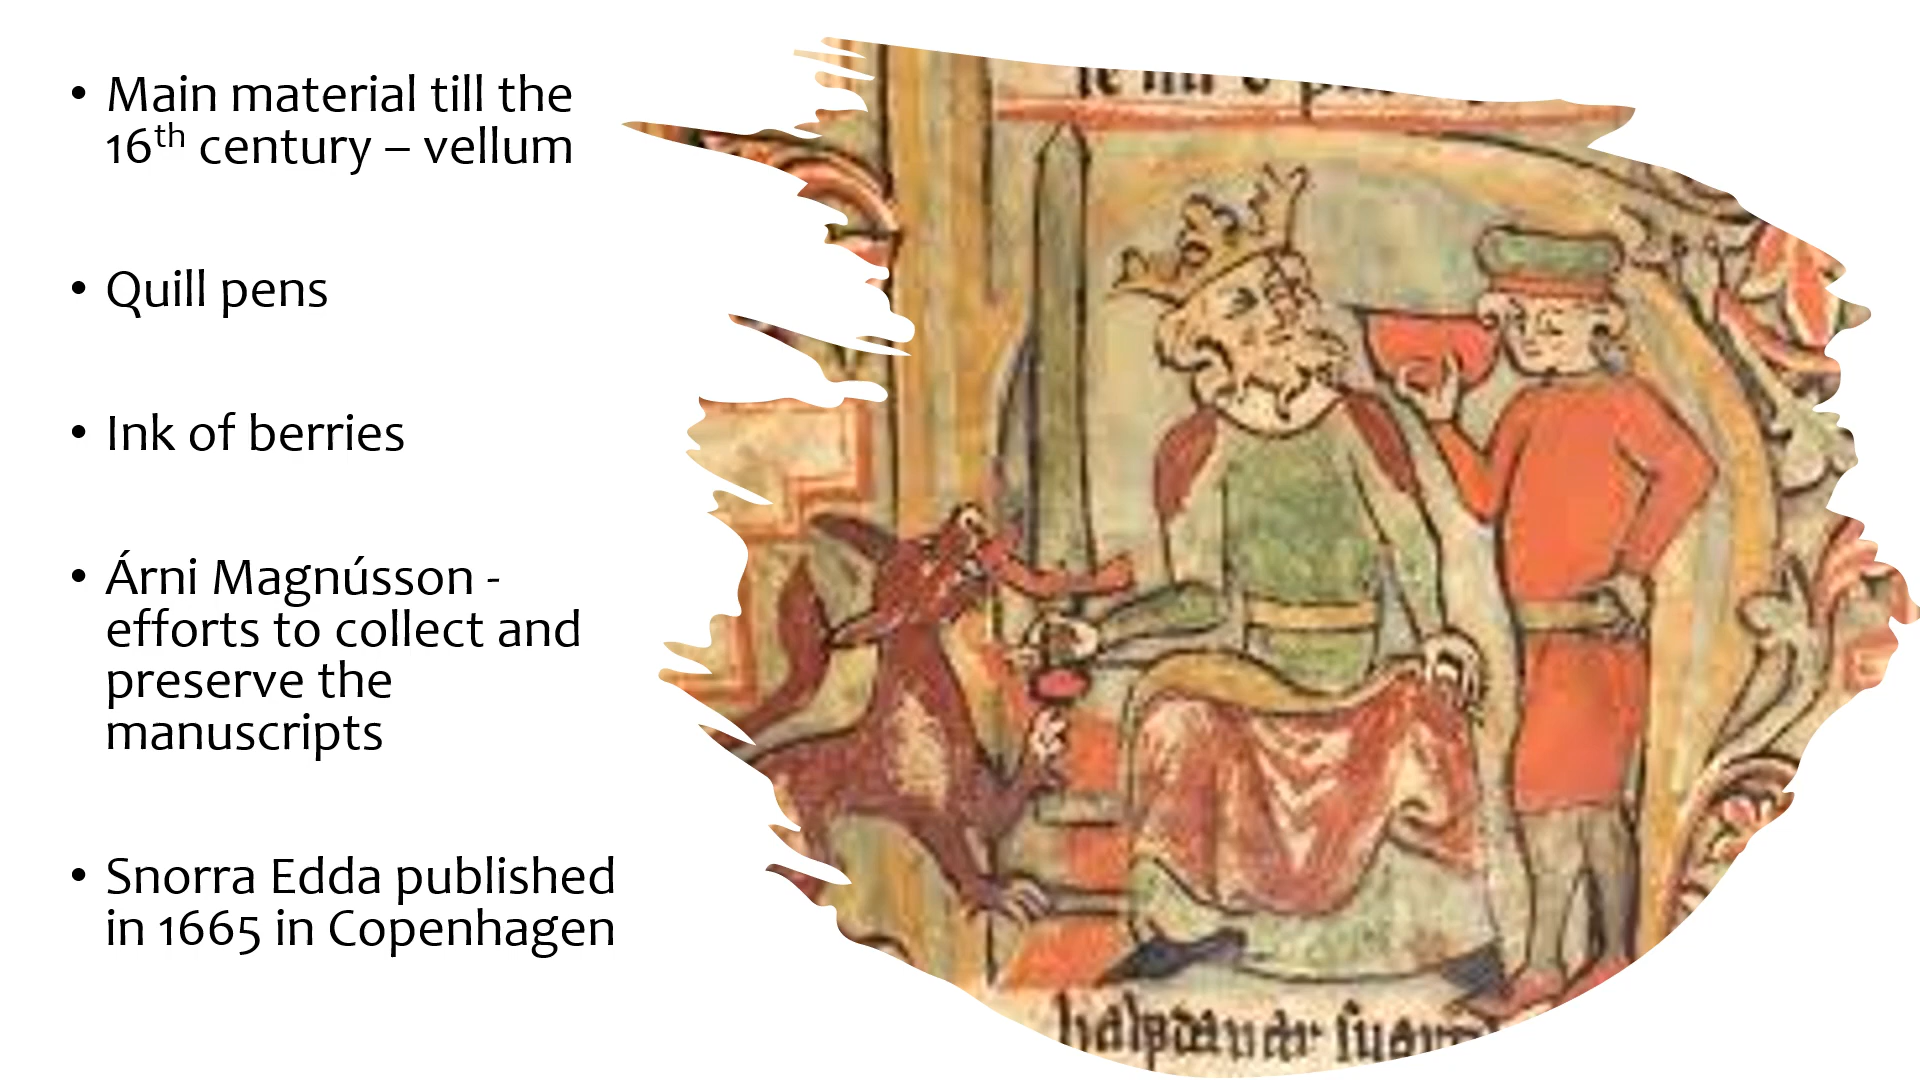 • Main material till the
16th century – vellum
• Quill pens
• Ink of berries
• Árni Magnússon -
efforts to collect and
preserve the
manuscripts
• Snorra Edda published
in 1665 in Copenhagen